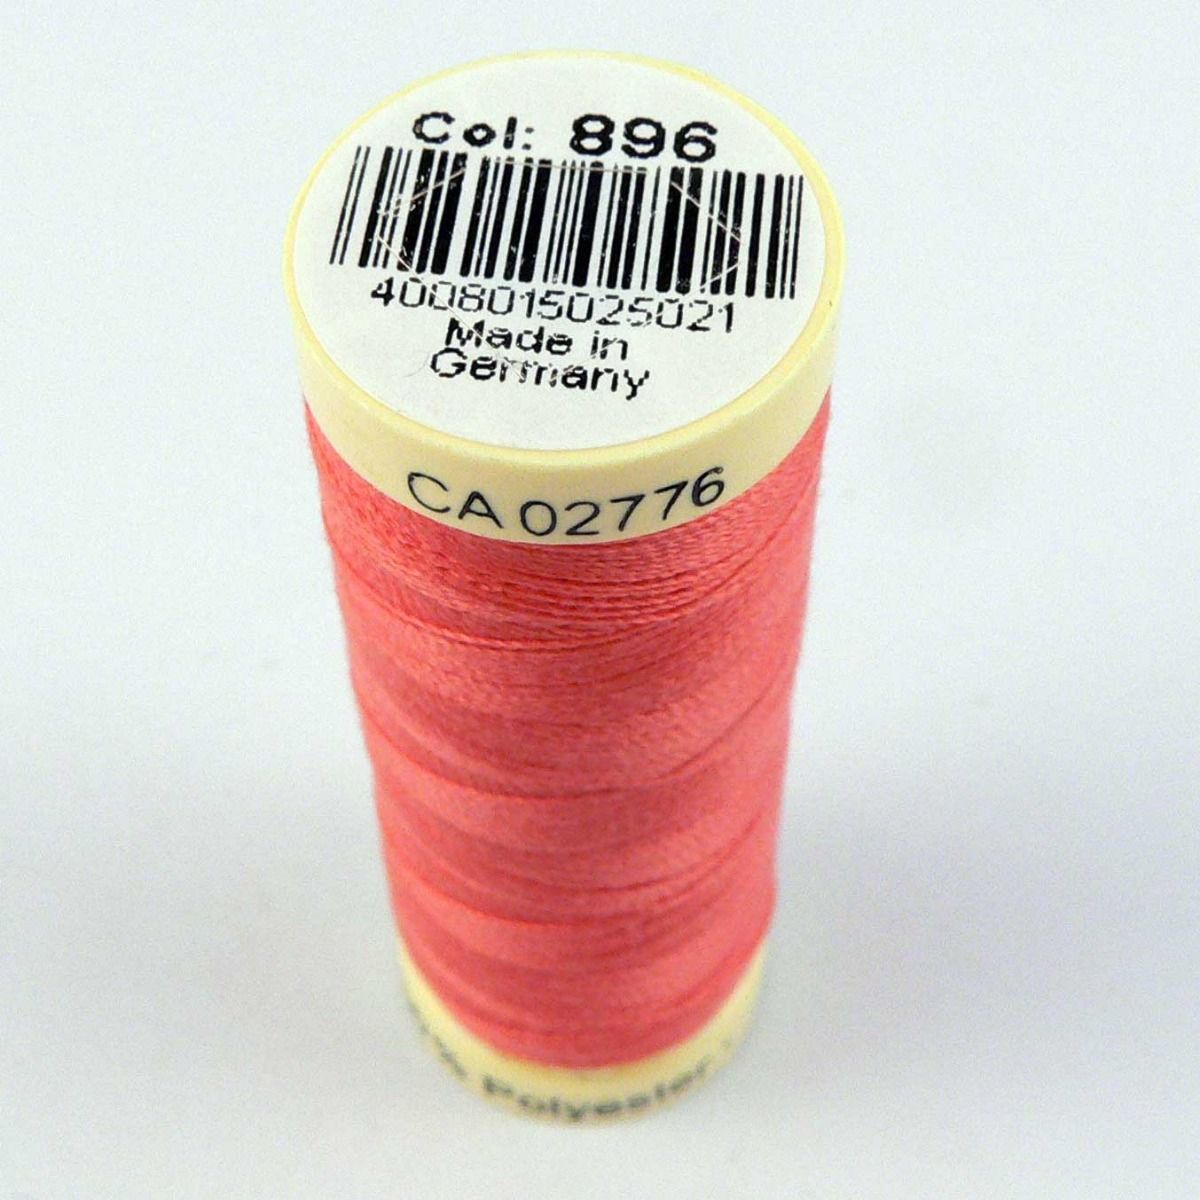 Col: 896
4008015025021
Made in
Germany
CA 02776
% Polyester